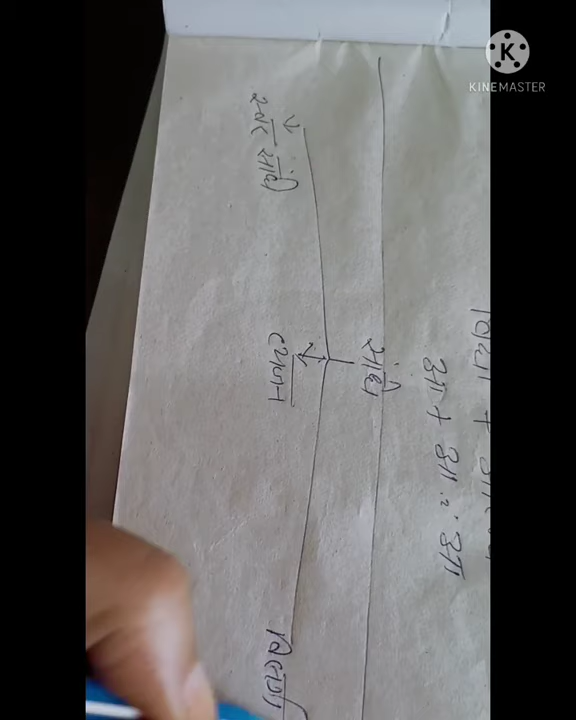 आ + आ = आ
संधि
स्वर संधि
व्यंजन
विसर्ग
KINEMASTER